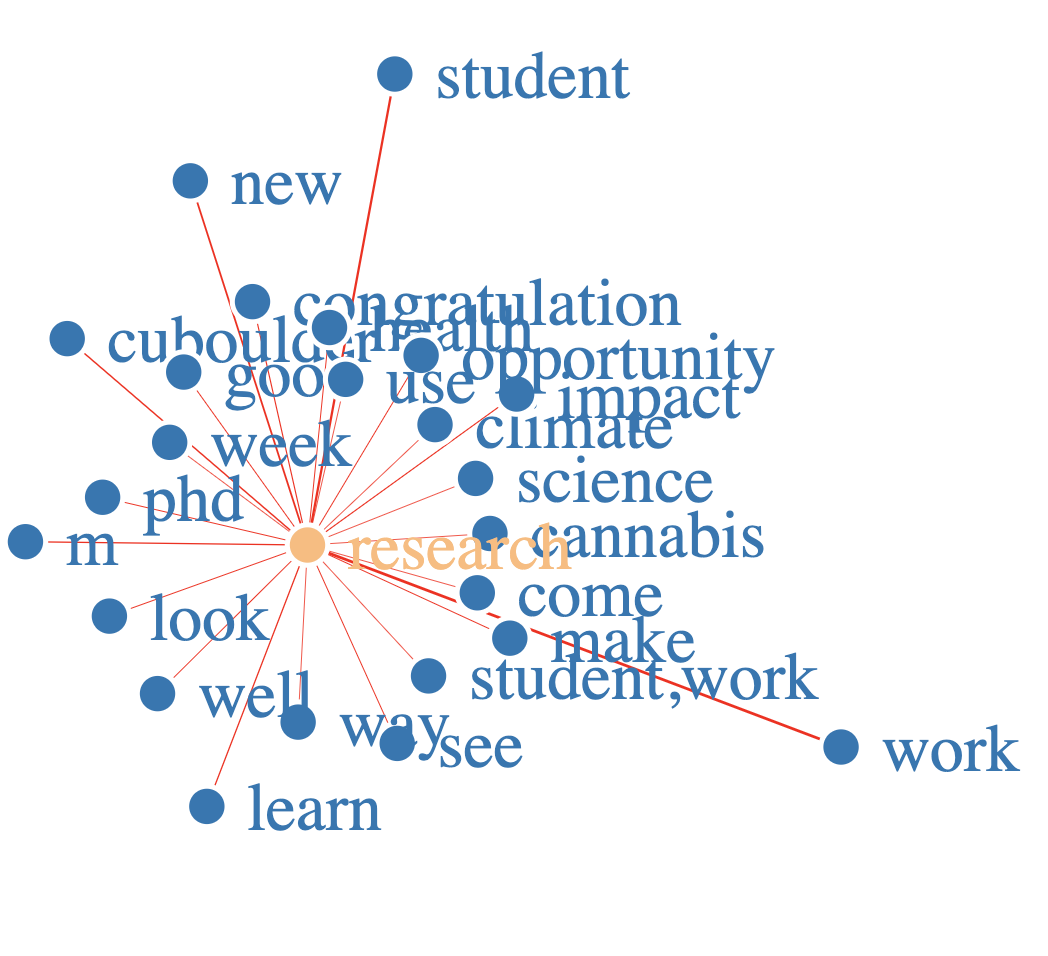 student
new
congratulation
health
cuboulder
opportunity
goo
use
impact
climate
week
science
phd
cannabis
m
research
come
look
make
student,work
well
way
see
work
learn